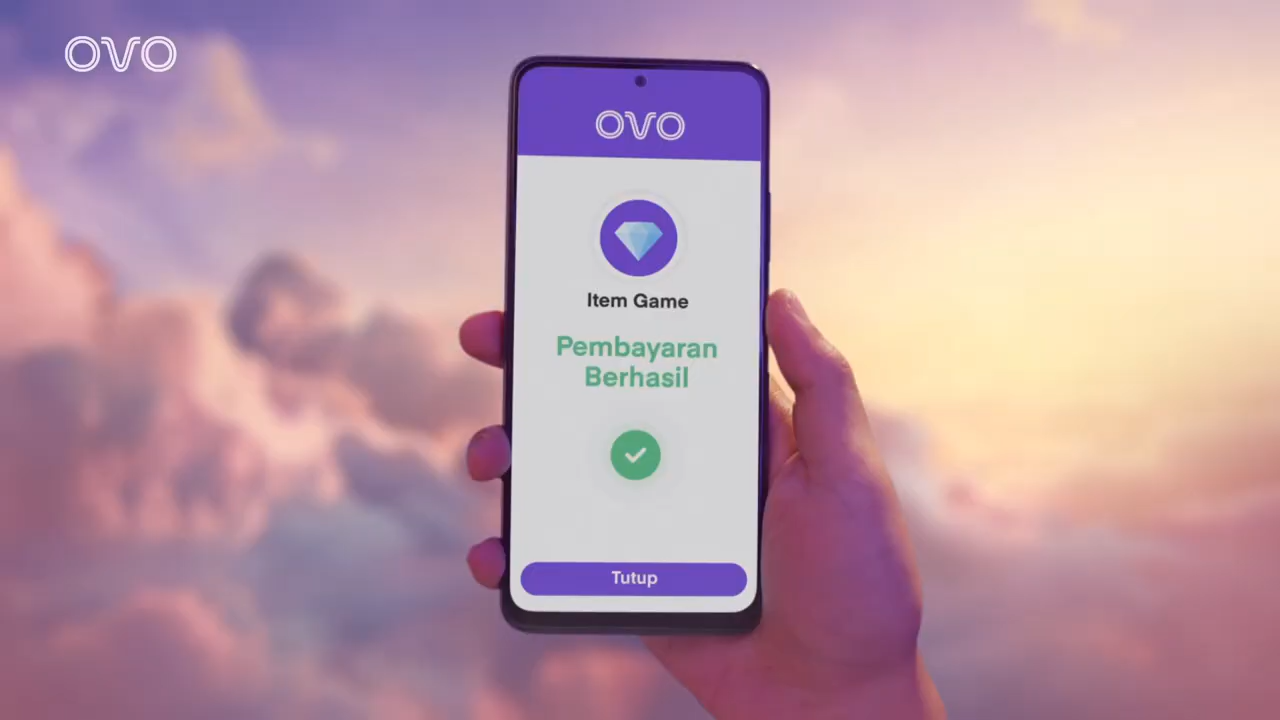 OVO
OVO
Item Game
Pembayaran
Berhasil
Tutup